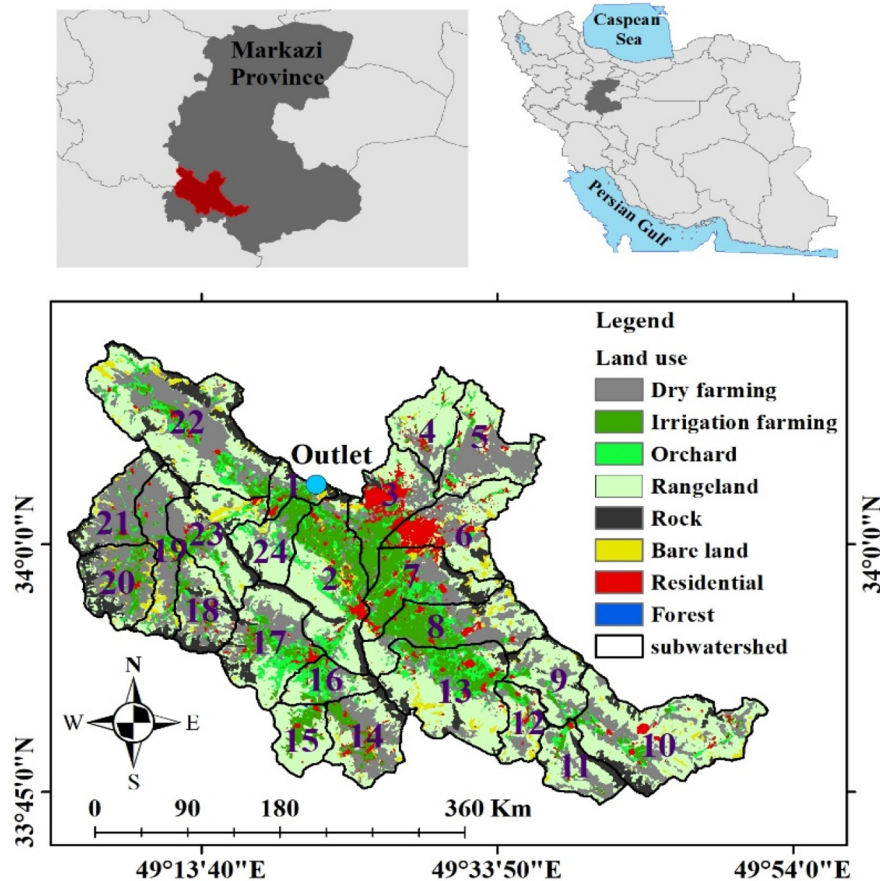 Markazi
Province
Caspean
Sea
Persian Gulf
Legend
Land use
Dry farming
Irrigation farming
Orchard
Rangeland
Rock
Bare land
Residential
Forest
subwatershed
Outlet
22
4
5
1
3
21
19
23
24
6
2
7
20
18
17
8
16
13
9
15
14
12
10
11
N
W
E
S
0 90 180 360 Km
34°0'0"N
34°0'0"N
33°45'0"N
33°45'0"N
49°13'40"E 49°33'50"E 49°54'0"E